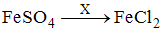 FeSO₄ —X→ FeCl₂